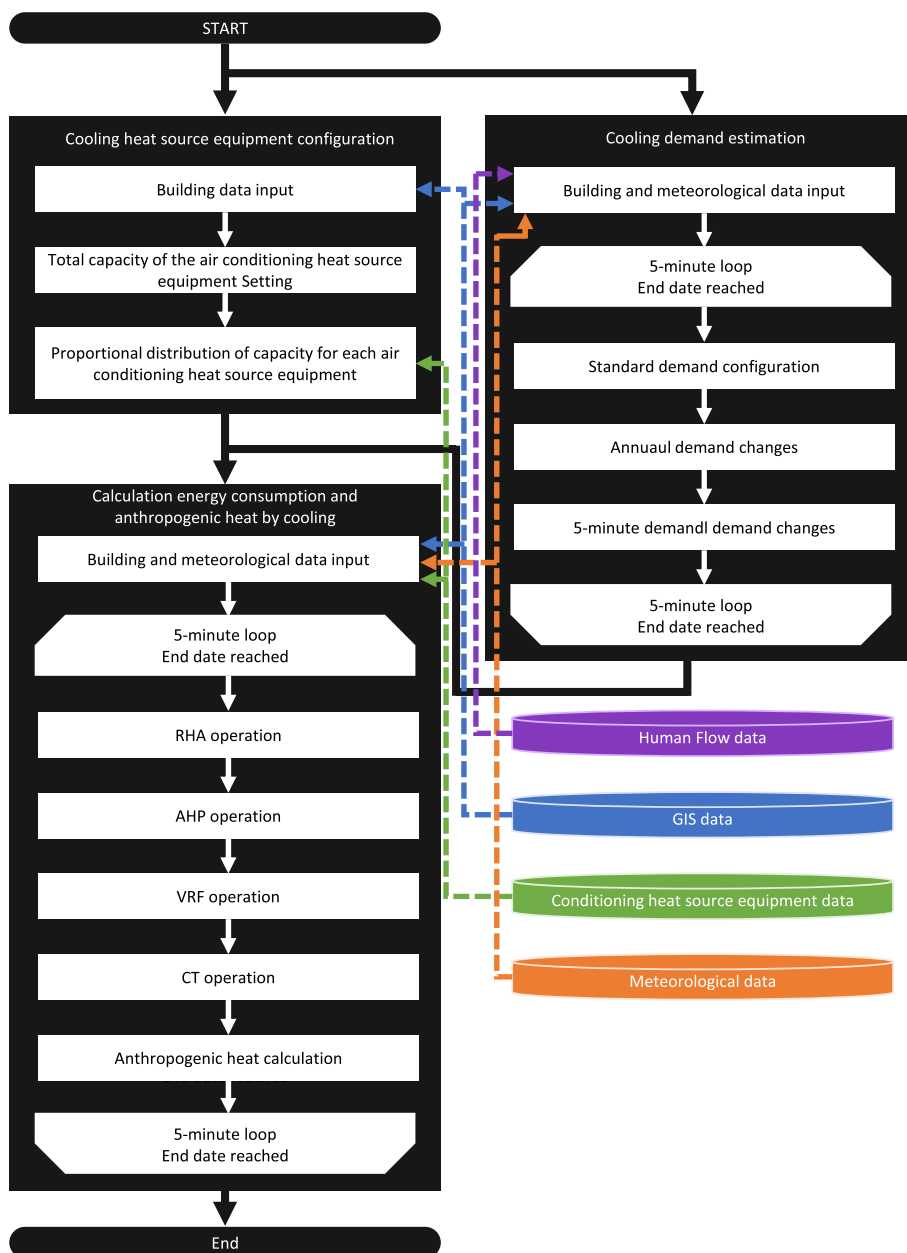 START
Cooling heat source equipment configuration
Building data input
Total capacity of the air conditioning heat source
equipment Setting
Proportional distribution of capacity for each air
conditioning heat source equipment
Cooling demand estimation
Building and meteorological data input
5-minute loop
End date reached
Standard demand configuration
Annuaul demand changes
5-minute demandl demand changes
5-minute loop
End date reached
Calculation energy consumption and
anthropogenic heat by cooling
Building and meteorological data input
5-minute loop
End date reached
RHA operation
AHP operation
VRF operation
CT operation
Anthropogenic heat calculation
5-minute loop
End date reached
Human Flow data
GIS data
Conditioning heat source equipment data
Meteorological data
End